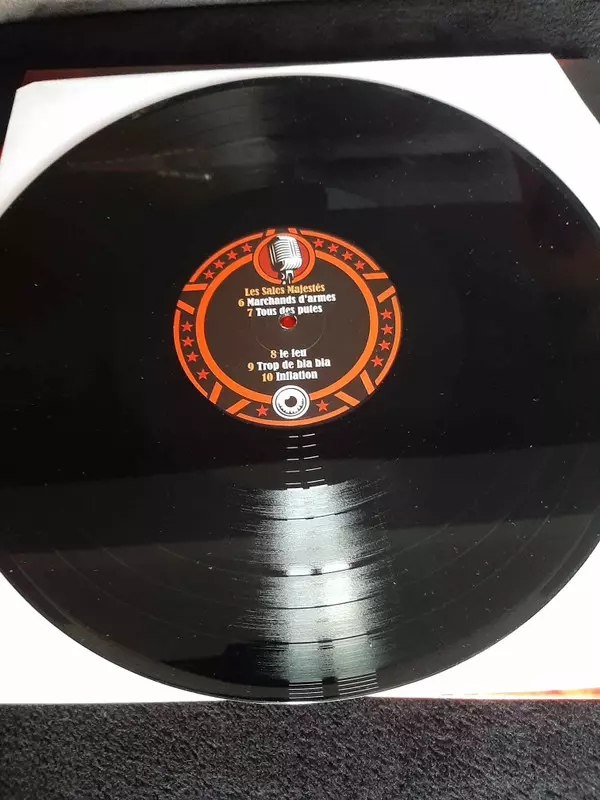 Les Sales Majestés
6 Marchands d'armes
7 Tous des putes
8 le feu
9 Trop de bla bla
10 Inflation